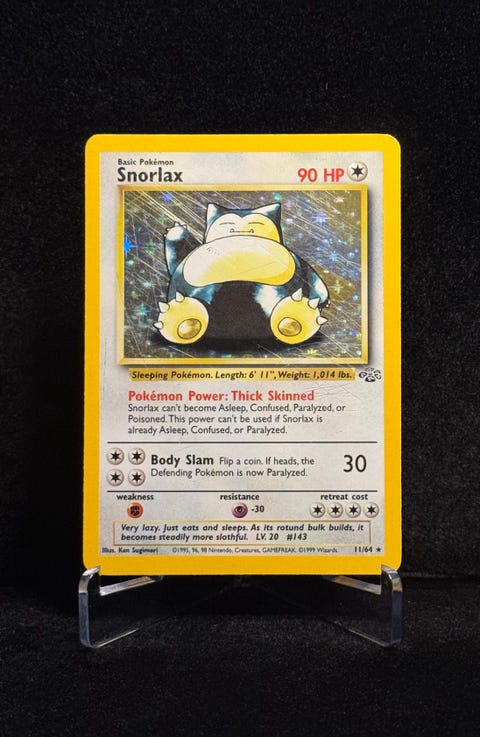 Basic Pokémon
Snorlax
90 HP
Sleeping Pokémon. Length: 6' 11", Weight: 1,014 lbs.
Pokémon Power: Thick Skinned
Snorlax can't become Asleep, Confused, Paralyzed, or
Poisoned. This power can't be used if Snorlax is
already Asleep, Confused, or Paralyzed.
Body Slam Flip a coin. If heads, the
Defending Pokémon is now Paralyzed.
30
weakness resistance retreat cost
-30
Very lazy. Just eats and sleeps. As its rotund bulk builds, it
becomes steadily more slothful. LV. 20 #143
Illus. Ken Sugimori ©1995, 96, 98 Nintendo, Creatures, GAMEFREAK. ©1999 Wizards. 11/64 ★